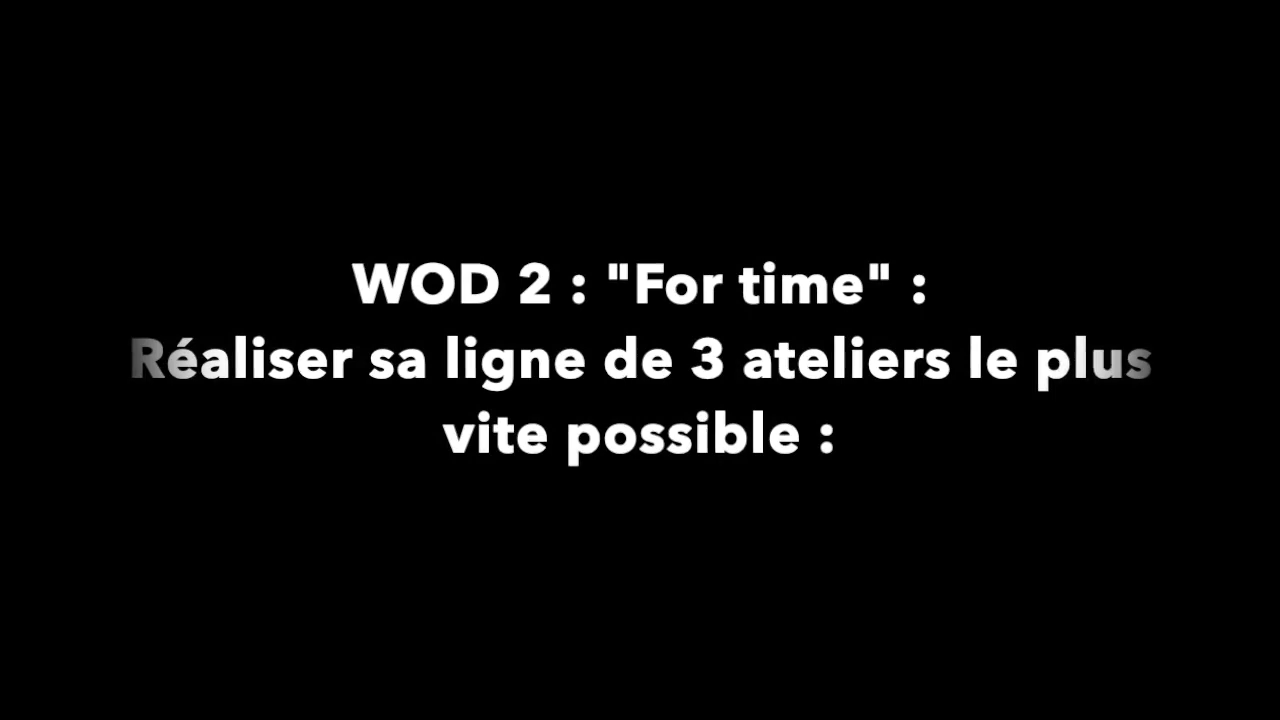 WOD 2 : "For time" :
Réaliser sa ligne de 3 ateliers le plus
vite possible :